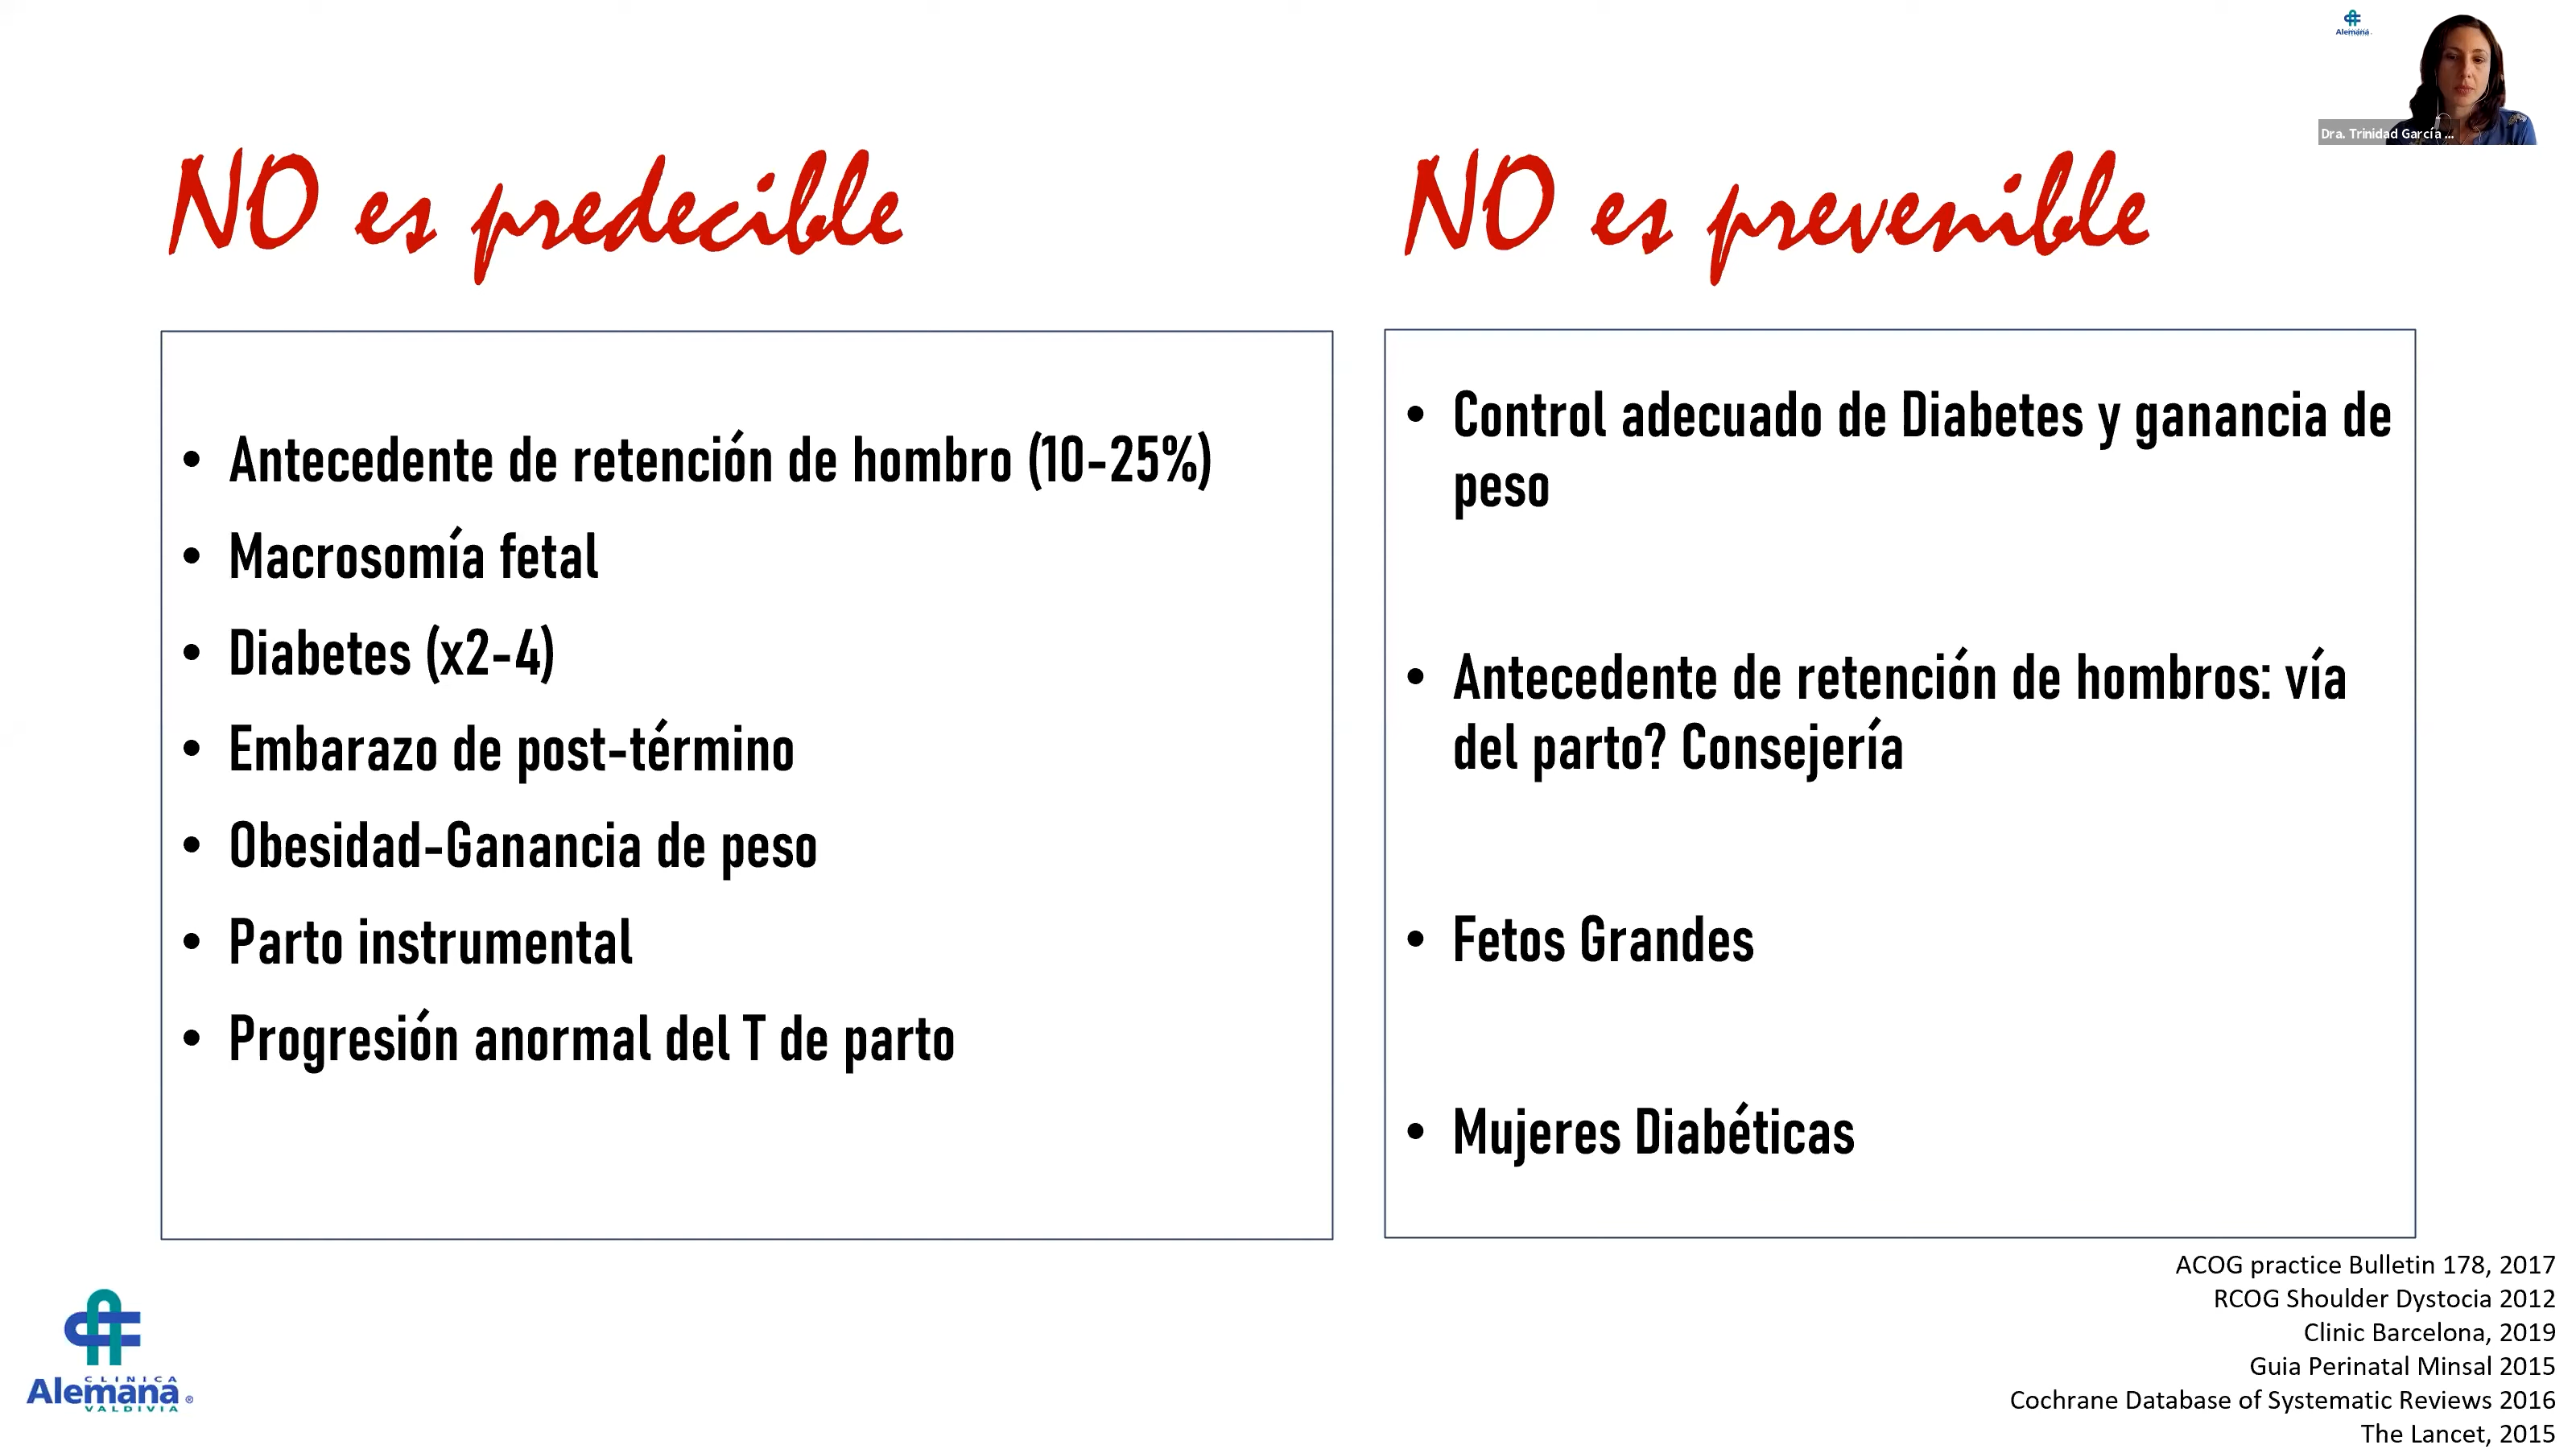 Alemana
Dra. Trinidad García ...
NO es predecible
NO es prevenible
• Antecedente de retención de hombro (10-25%)
• Macrosomía fetal
• Diabetes (x2-4)
• Embarazo de post-término
• Obesidad-Ganancia de peso
• Parto instrumental
• Progresión anormal del T de parto
• Control adecuado de Diabetes y ganancia de
peso
• Antecedente de retención de hombros: vía
del parto? Consejería
• Fetos Grandes
• Mujeres Diabéticas
CLINICA
Alemana ®
VALDIVIA
ACOG practice Bulletin 178, 2017
RCOG Shoulder Dystocia 2012
Clinic Barcelona, 2019
Guia Perinatal Minsal 2015
Cochrane Database of Systematic Reviews 2016
The Lancet, 2015